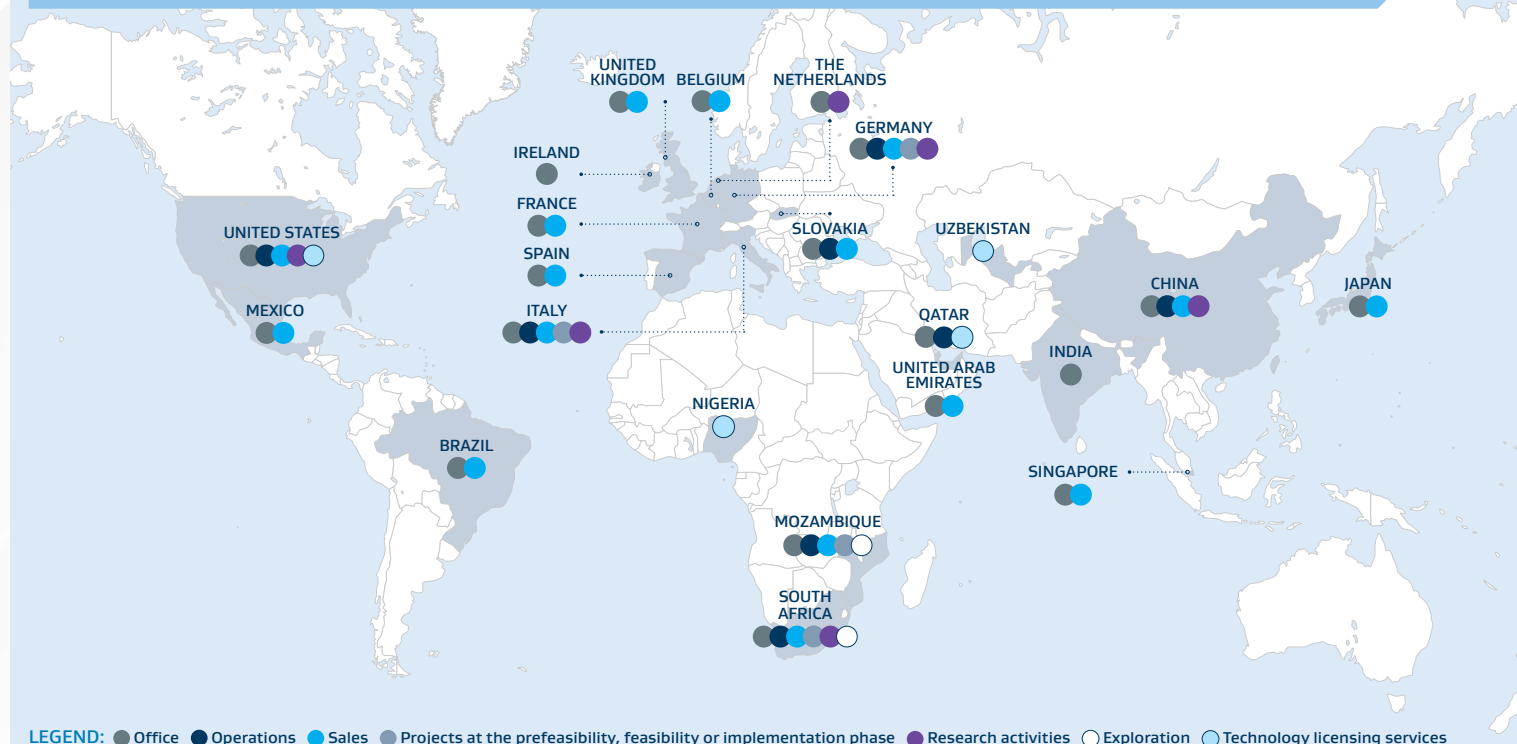 UNITED
KINGDOM
BELGIUM
THE
NETHERLANDS
GERMANY
IRELAND
FRANCE
SPAIN
ITALY
SLOVAKIA
UZBEKISTAN
UNITED STATES
MEXICO
CHINA
JAPAN
QATAR
INDIA
UNITED ARAB
EMIRATES
NIGERIA
BRAZIL
SINGAPORE
MOZAMBIQUE
SOUTH
AFRICA
LEGEND: Office Operations Sales Projects at the prefeasibility, feasibility or implementation phase Research activities Exploration Technology licensing services